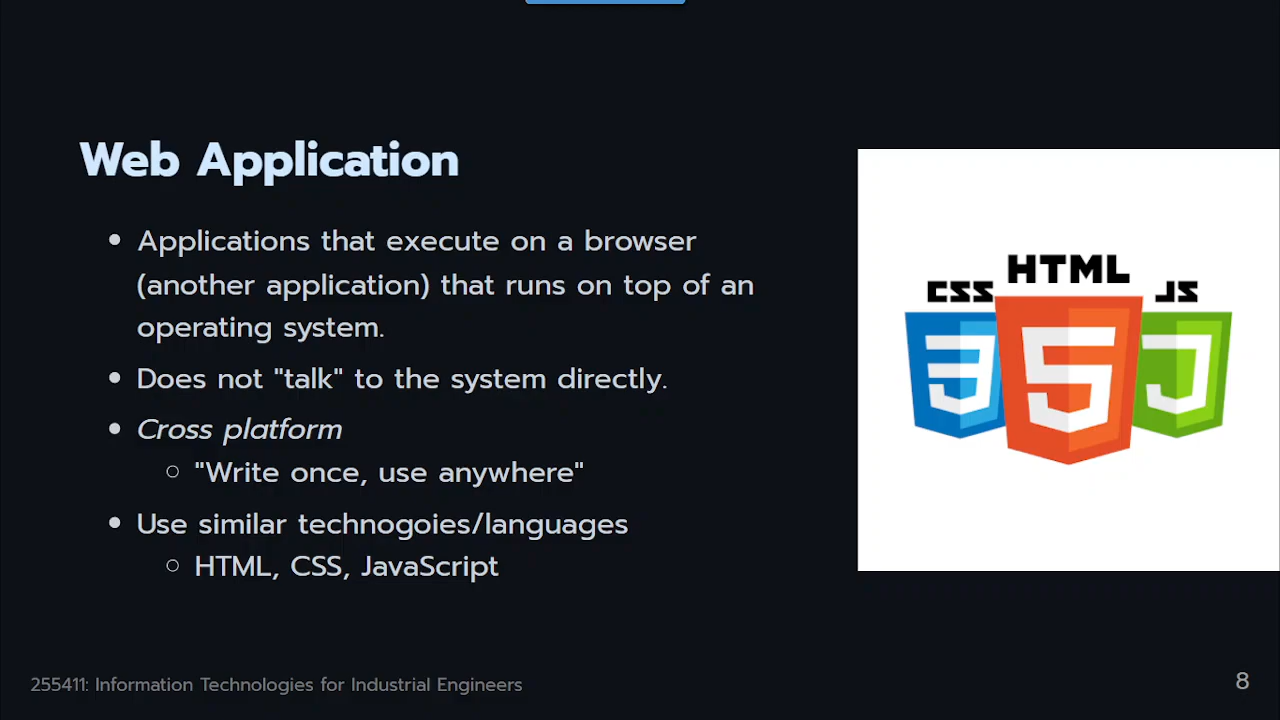 Web Application
Applications that execute on a browser
(another application) that runs on top of an
operating system.
Does not "talk" to the system directly.
Cross platform
"Write once, use anywhere"
Use similar technogoies/languages
HTML, CSS, JavaScript
HTML
CSS
JS
3
5
J
255411: Information Technologies for Industrial Engineers
8